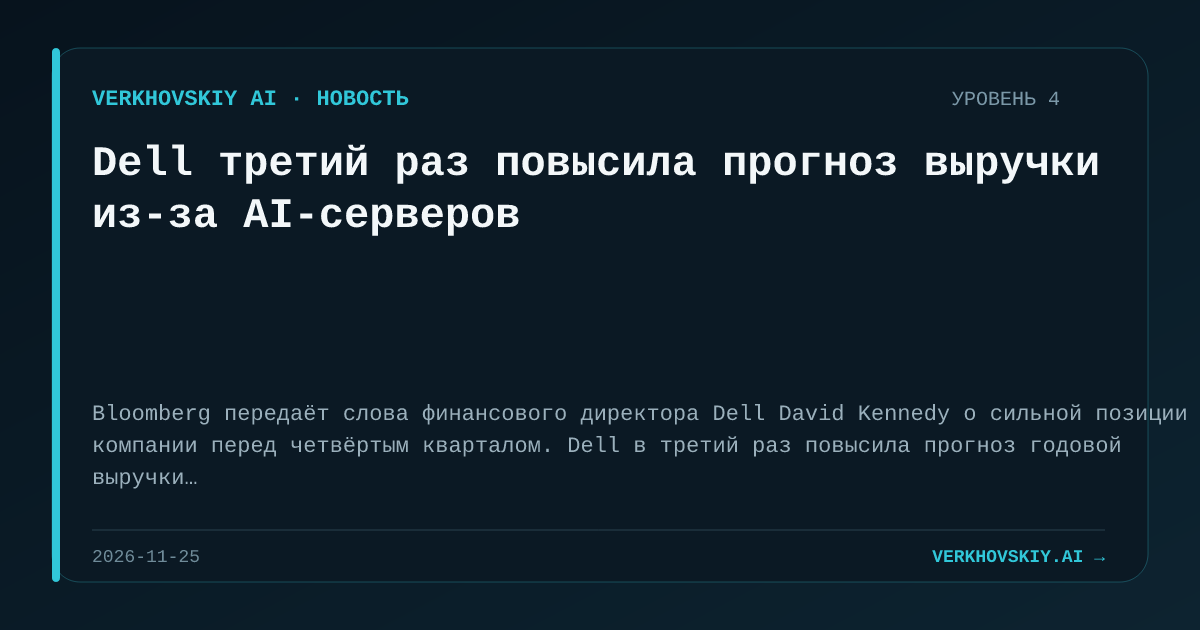 VERKHOVSKIY AI · НОВОСТЬ
УРОВЕНЬ 4
Dell третий раз повысила прогноз выручки
из-за AI-серверов
Bloomberg передаёт слова финансового директора Dell David Kennedy о сильной позиции
компании перед четвёртым кварталом. Dell в третий раз повысила прогноз годовой
выручки…
2026-11-25
VERKHOVSKIY.AI →